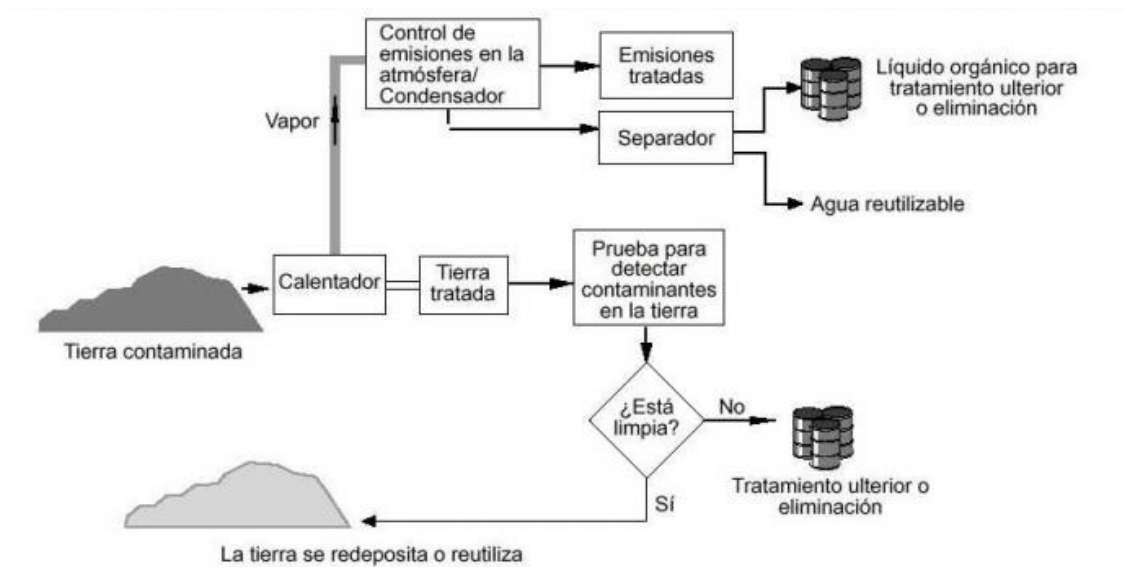 Control de
emisiones en la
atmósfera/
Condensador
Emisiones
tratadas
Líquido orgánico para
tratamiento ulterior
o eliminación
Vapor
Separador
Agua reutilizable
Calentador
Tierra
tratada
Prueba para
detectar
contaminantes
en la tierra
Tierra contaminada
¿Está
limpia?
No
Tratamiento ulterior o
eliminación
Sí
La tierra se redeposita o reutiliza